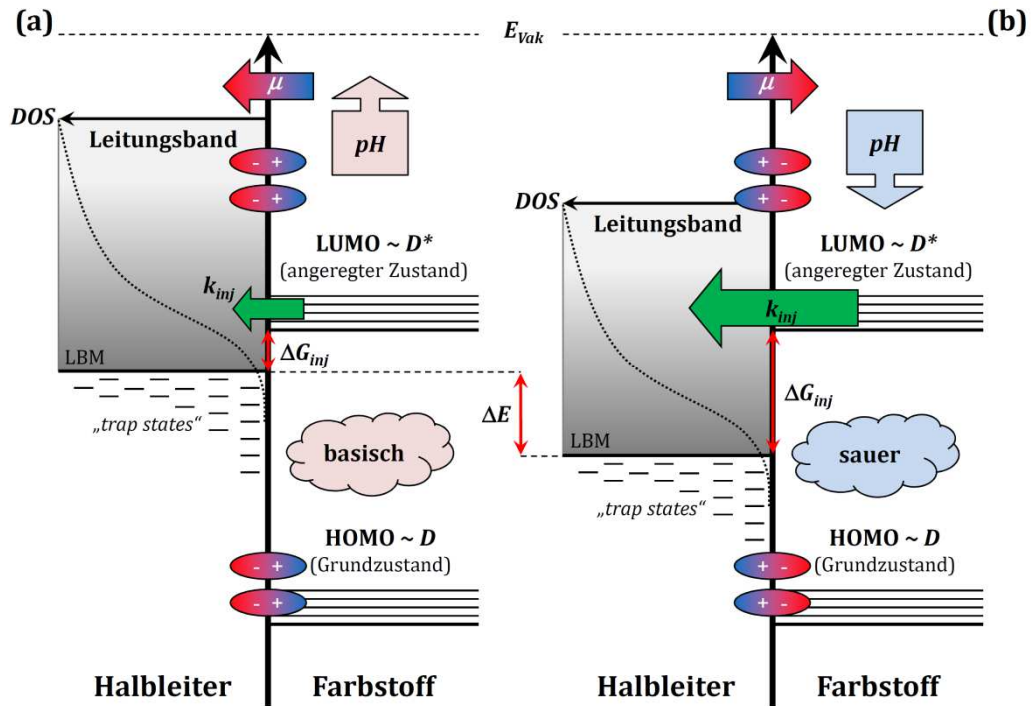 (a)
E_Vak
(b)
μ
pH
DOS
Leitungsband
- +
- +
LUMO ~ D*
(angeregter Zustand)
k_inj
ΔG_inj
LBM
„trap states“
basisch
HOMO ~ D
(Grundzustand)
- +
- +
Halbleiter
Farbstoff
ΔE
μ
pH
DOS
Leitungsband
+ -
+ -
LUMO ~ D*
(angeregter Zustand)
k_inj
ΔG_inj
LBM
„trap states“
sauer
HOMO ~ D
(Grundzustand)
+ -
+ -
Halbleiter
Farbstoff